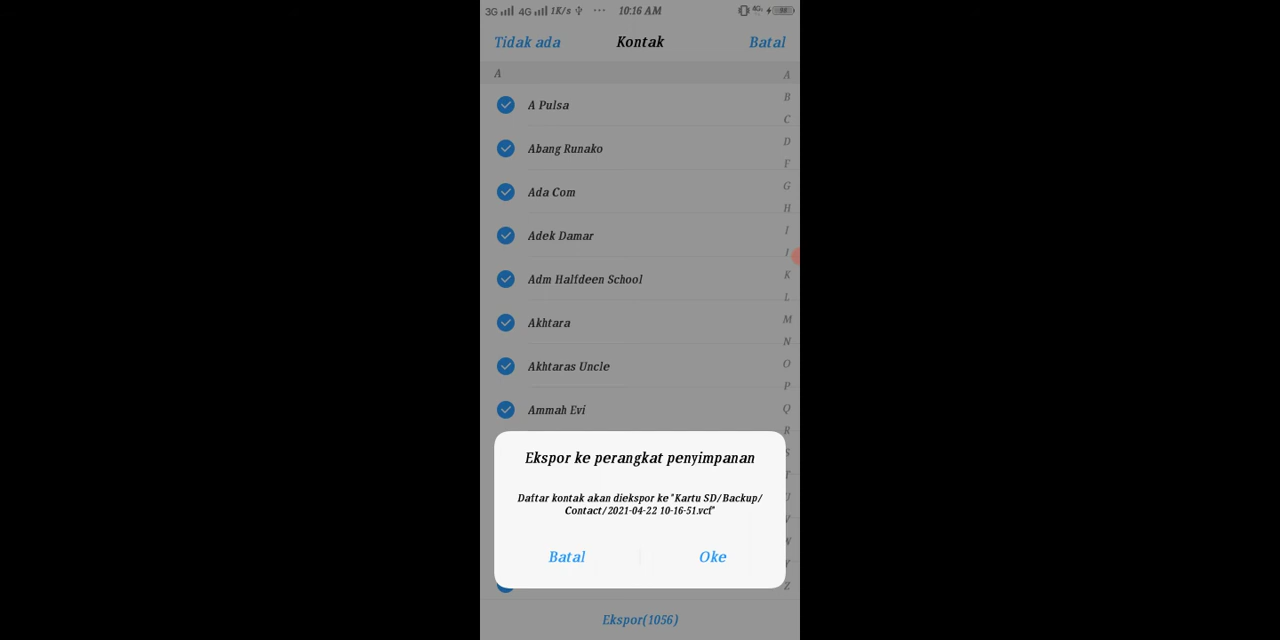 3G 4G 1K/s ··· 10:16 AM 4G
Tidak ada Kontak Batal
A
A Pulsa
Abang Runako
Ada Com
Adek Damar
Adm Halfdeen School
Akhtara
Akhtaras Uncle
Ammah Evi
A
B
C
D
F
G
H
I
J
K
L
M
N
O
P
Q
R
S
T
U
V
W
Y
Z
Ekspor ke perangkat penyimpanan
Daftar kontak akan diekspor ke "Kartu SD/Backup/
Contact/2021-04-22 10-16-51.vcf"
Batal Oke
Ekspor(1056)